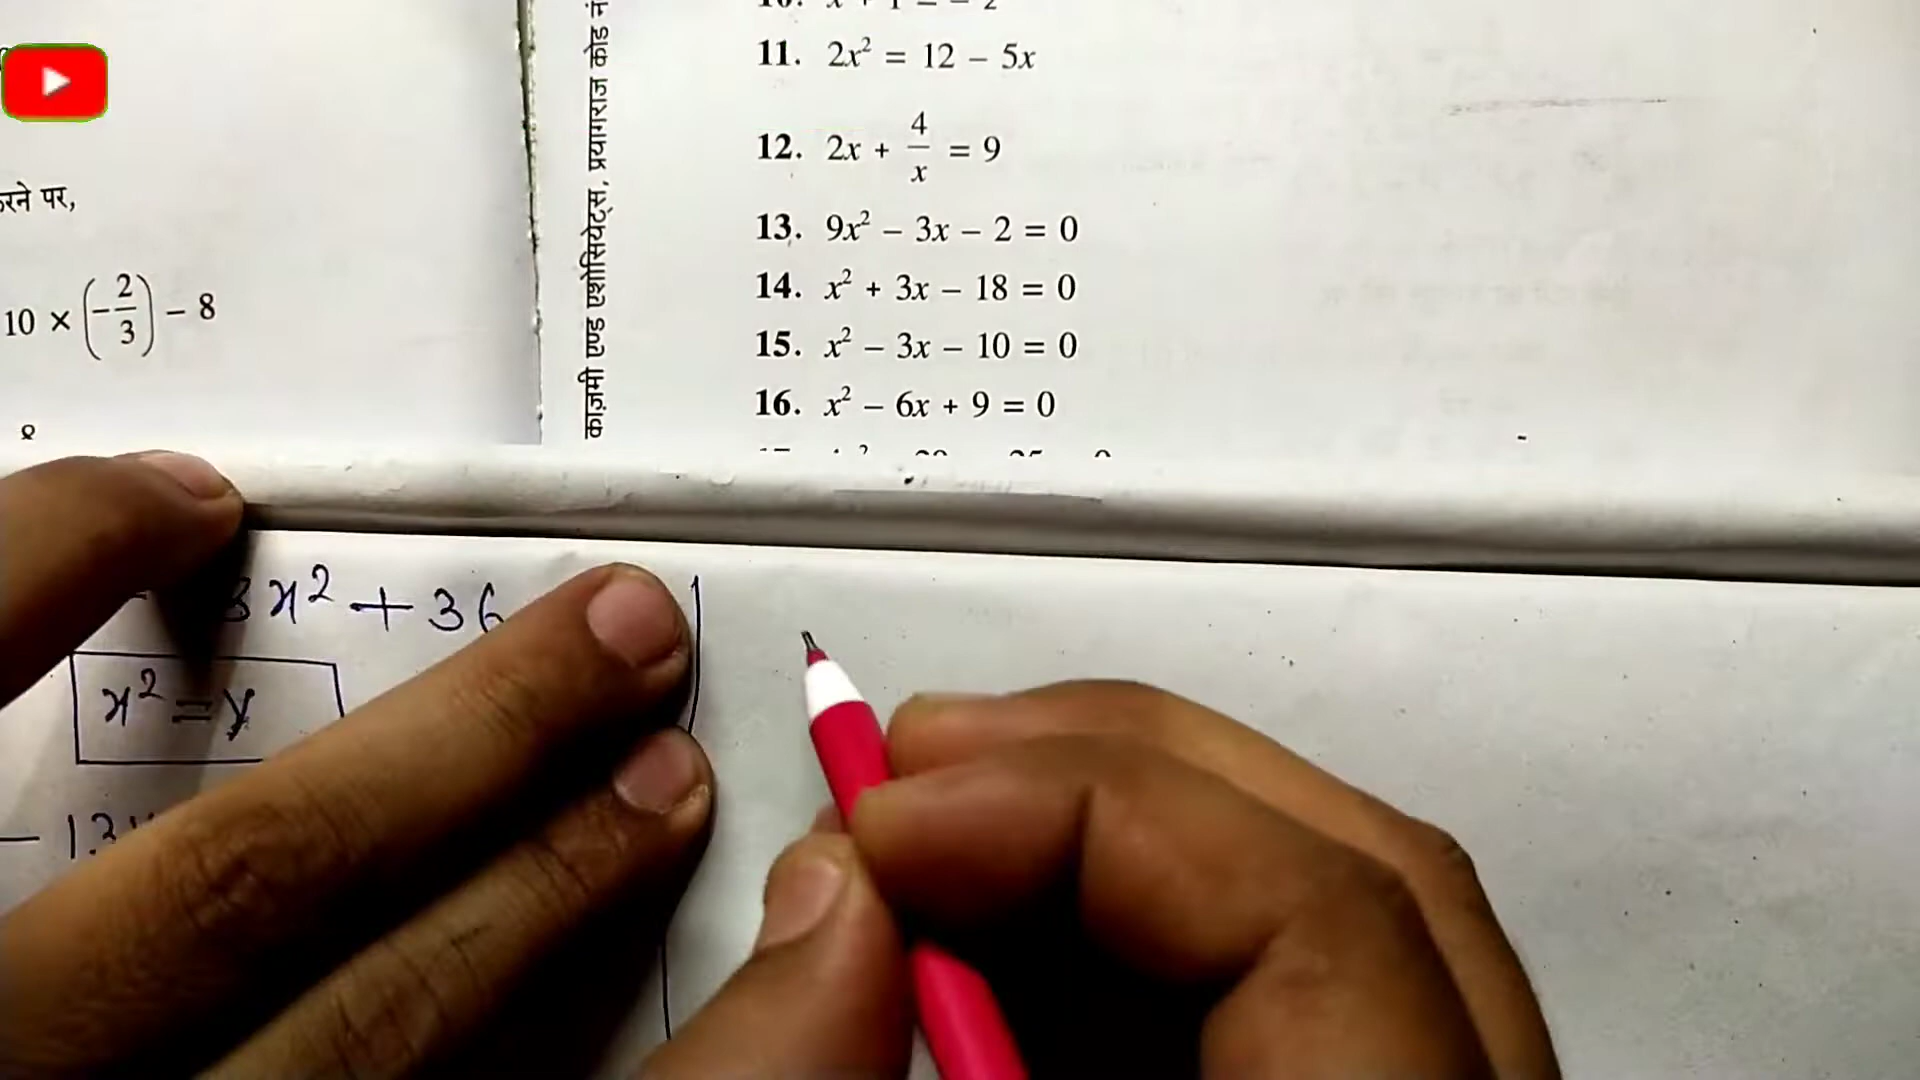 रने पर,
10 × (-2/3) - 8
काज़मी एण्ड एसोसियेट्स, प्रयागराज कोड नं
11. 2x² = 12 - 5x
12. 2x + 4/x = 9
13. 9x² - 3x - 2 = 0
14. x² + 3x - 18 = 0
15. x² - 3x - 10 = 0
16. x² - 6x + 9 = 0
3x² + 36
x² = y
- 13